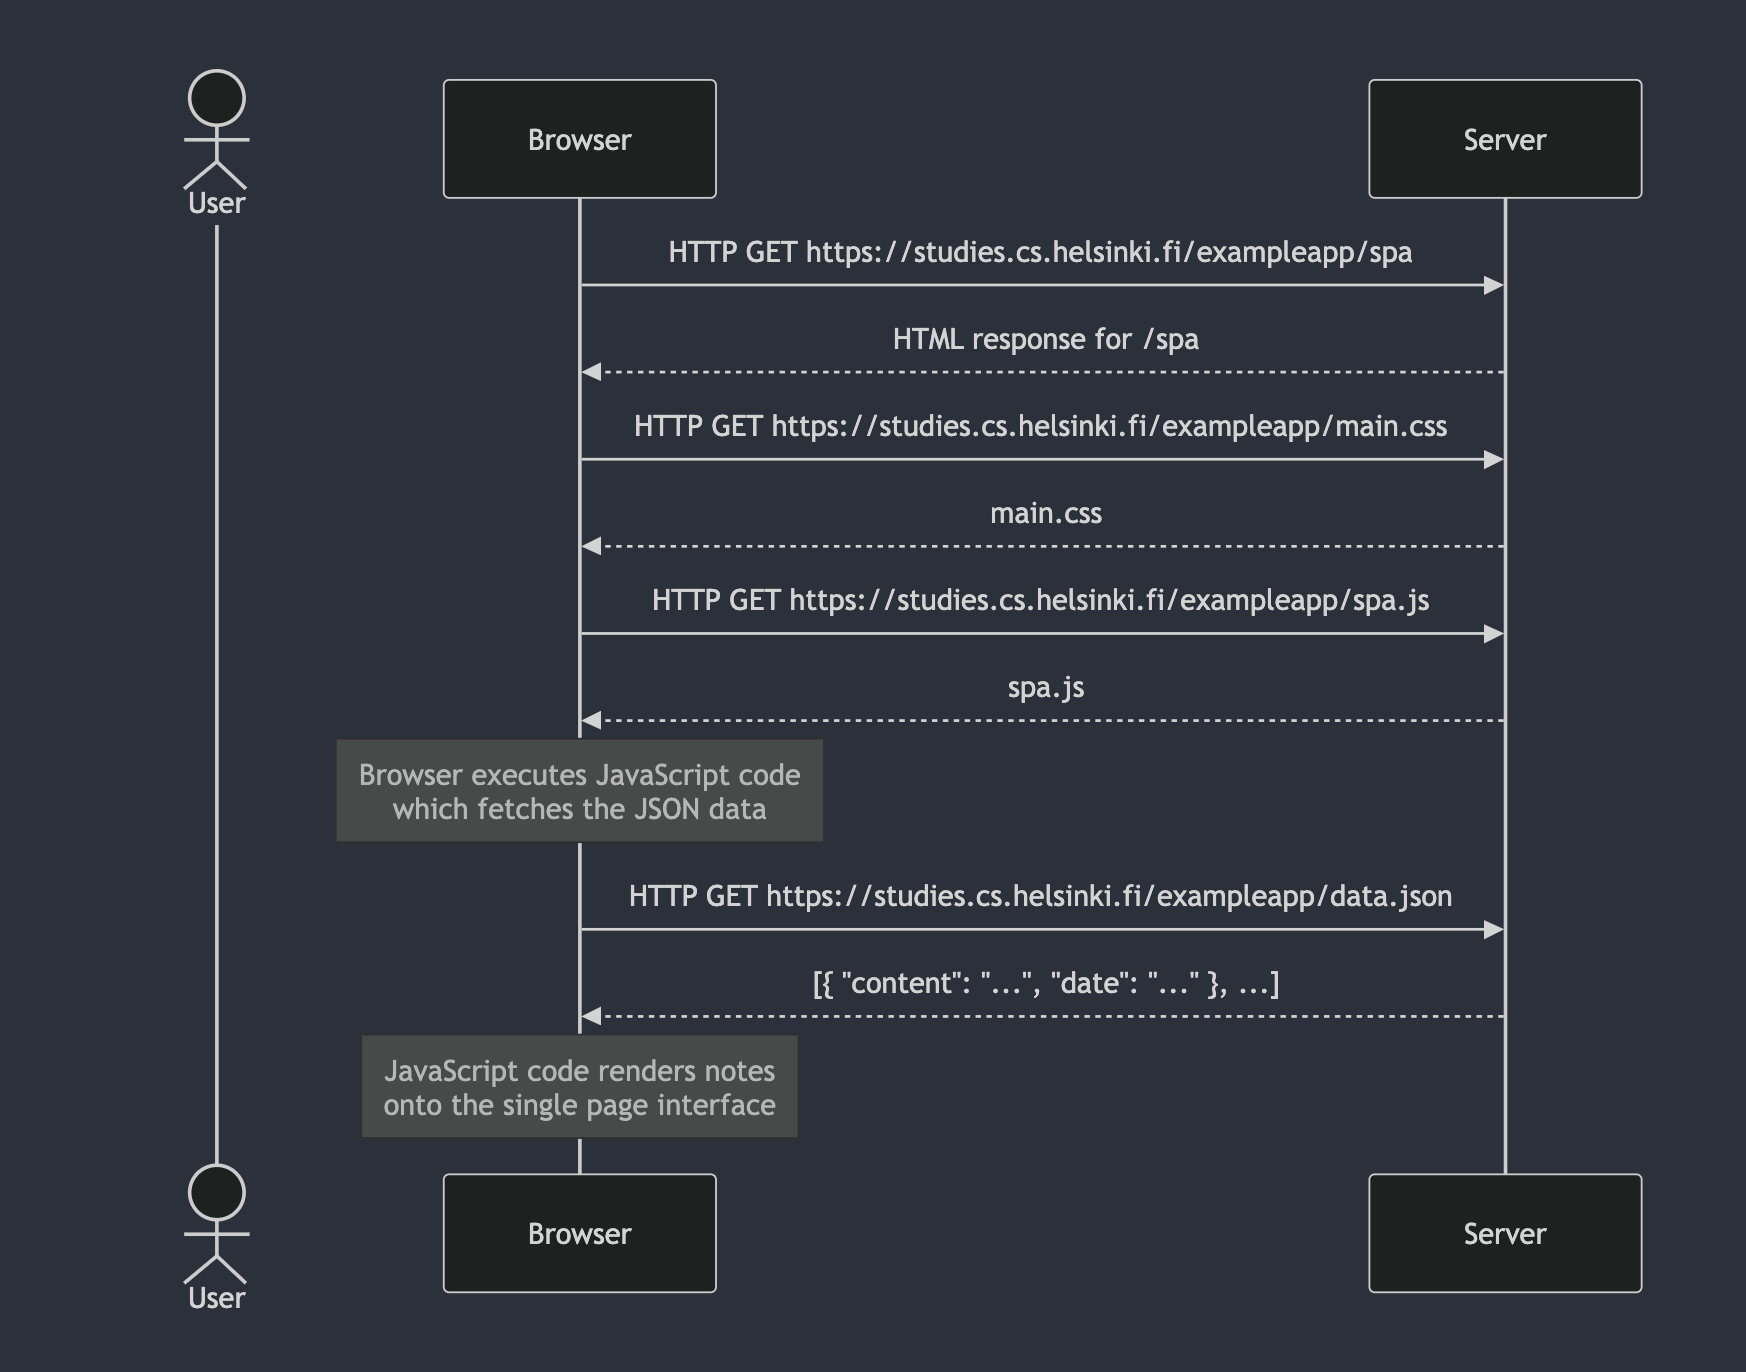 User
Browser
Server
HTTP GET https://studies.cs.helsinki.fi/exampleapp/spa
HTML response for /spa
HTTP GET https://studies.cs.helsinki.fi/exampleapp/main.css
main.css
HTTP GET https://studies.cs.helsinki.fi/exampleapp/spa.js
spa.js
Browser executes JavaScript code
which fetches the JSON data
HTTP GET https://studies.cs.helsinki.fi/exampleapp/data.json
[{ "content": "...", "date": "..." }, ...]
JavaScript code renders notes
onto the single page interface
User
Browser
Server